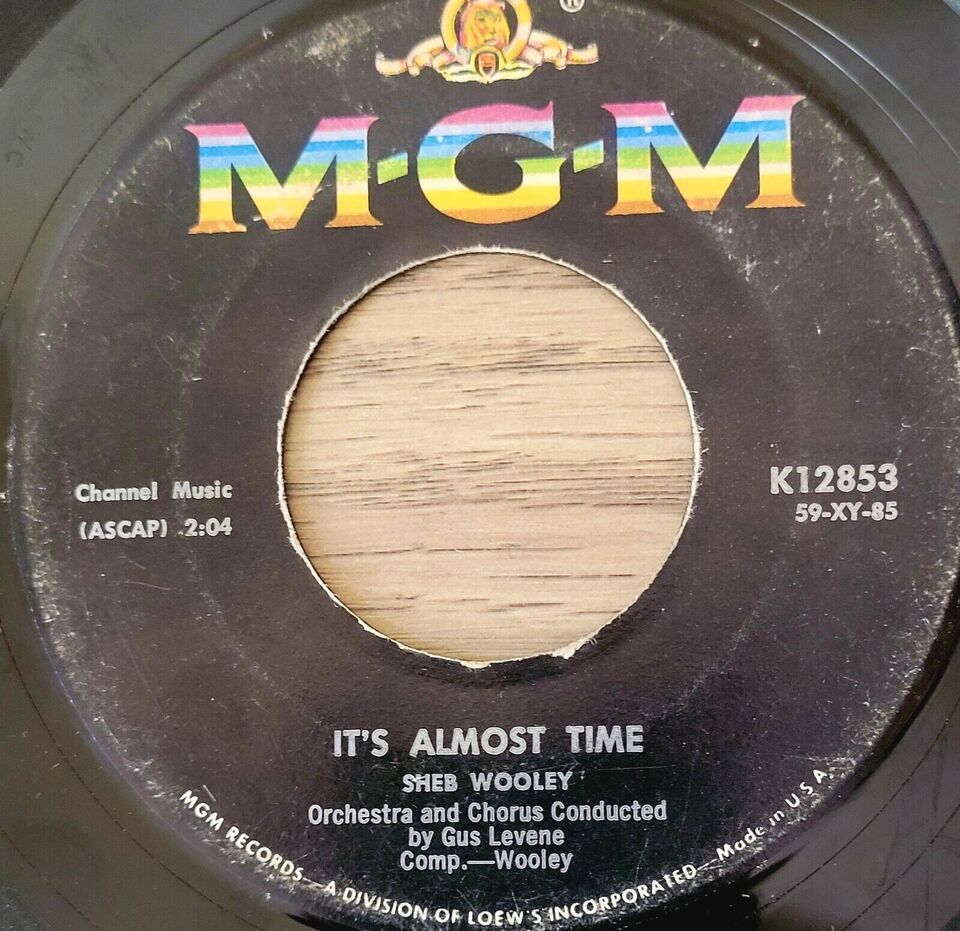 ®
M-G-M
Channel Music
(ASCAP) 2:04
K12853
59-XY-85
IT'S ALMOST TIME
SHEB WOOLEY
Orchestra and Chorus Conducted
by Gus Levene
Comp.—Wooley
MGM RECORDS—A DIVISION OF LOEW'S INCORPORATED—Made in U S A.